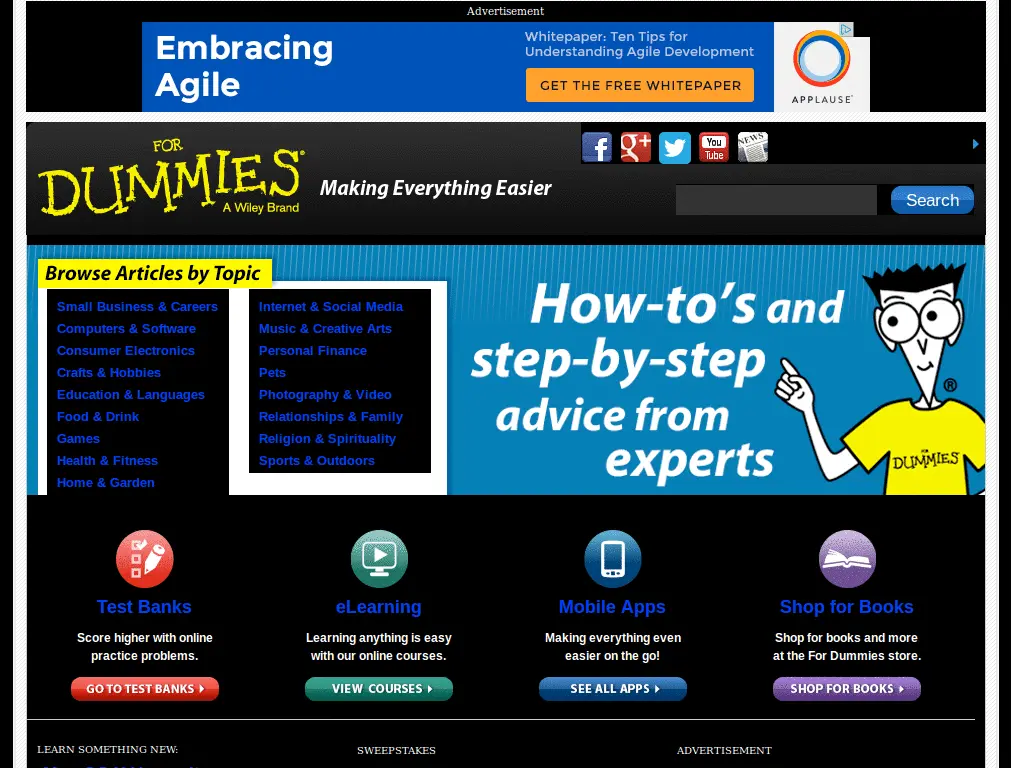 Advertisement
Embracing
Agile
Whitepaper: Ten Tips for
Understanding Agile Development
GET THE FREE WHITEPAPER
APPLAUSE
FOR
DUMMIES®
A Wiley Brand
Making Everything Easier
f
g+
You
Tube
NEWS
Search
Browse Articles by Topic
Small Business & Careers
Computers & Software
Consumer Electronics
Crafts & Hobbies
Education & Languages
Food & Drink
Games
Health & Fitness
Home & Garden
Internet & Social Media
Music & Creative Arts
Personal Finance
Pets
Photography & Video
Relationships & Family
Religion & Spirituality
Sports & Outdoors
How-to's and
step-by-step
advice from
experts
®
FOR
DUMMIES
Test Banks
Score higher with online
practice problems.
GO TO TEST BANKS
eLearning
Learning anything is easy
with our online courses.
VIEW COURSES
Mobile Apps
Making everything even
easier on the go!
SEE ALL APPS
Shop for Books
Shop for books and more
at the For Dummies store.
SHOP FOR BOOKS
LEARN SOMETHING NEW:
SWEEPSTAKES
ADVERTISEMENT